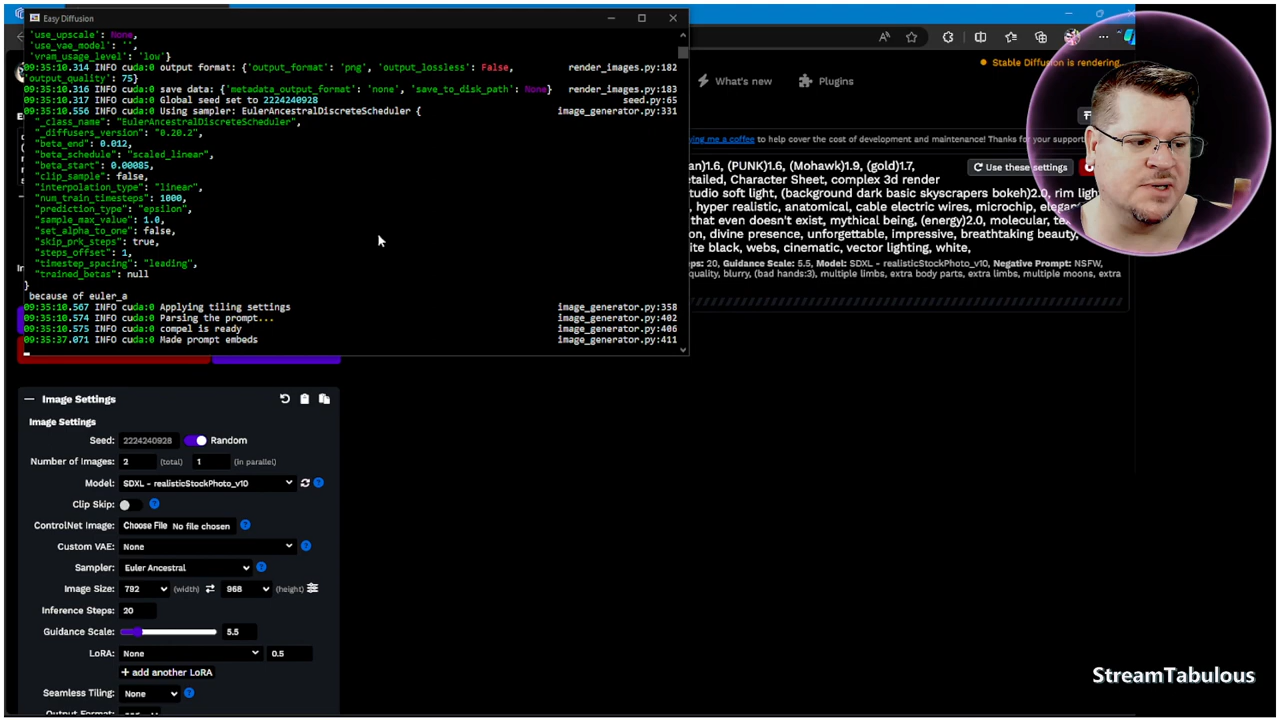 Easy Diffusion
'use_upscale': None,
'use_vae_model': '',
'vram_usage_level': 'low'}
09:35:10.314 INFO cuda:0 output format: {'output_format': 'png', 'output_lossless': False, render_images.py:182
'output_quality': 75}
09:35:10.316 INFO cuda:0 save data: {'metadata_output_format': 'none', 'save_to_disk_path': None} render_images.py:183
09:35:10.317 INFO cuda:0 Global seed set to 2224240928 seed.py:65
09:35:10.556 INFO cuda:0 Using sampler: EulerAncestralDiscreteScheduler { image_generator.py:331
"_class_name": "EulerAncestralDiscreteScheduler",
"_diffusers_version": "0.20.2",
"beta_end": 0.012,
"beta_schedule": "scaled_linear",
"beta_start": 0.00085,
"clip_sample": false,
"interpolation_type": "linear",
"num_train_timesteps": 1000,
"prediction_type": "epsilon",
"sample_max_value": 1.0,
"set_alpha_to_one": false,
"skip_prk_steps": true,
"steps_offset": 1,
"timestep_spacing": "leading",
"trained_betas": null
}
because of euler_a
09:35:10.567 INFO cuda:0 Applying tiling settings image_generator.py:358
09:35:10.574 INFO cuda:0 Parsing the prompt... image_generator.py:402
09:35:10.575 INFO cuda:0 compel is ready image_generator.py:406
09:35:37.071 INFO cuda:0 Made prompt embeds image_generator.py:411
Stable Diffusion is rendering...
What's new Plugins
me a coffee to help cover the cost of development and maintenance! Thanks for your support
(PUNK)1.6, (Mohawk)1.9, (gold)1.7,
Use these settings
Character Sheet, complex 3d render
soft light, (background dark basic skyscrapers bokeh)2.0, rim light
hyper realistic, anatomical, cable electric wires, microchip,
that even doesn't exist, mythical being, (energy)2.0, molecular,
divine presence, unforgettable, impressive, breathtaking beauty,
black, webs, cinematic, vector lighting, white,
20, Guidance Scale: 5.5, Model: SDXL - realisticStockPhoto_v10, Negative Prompt: NSFW,
blurry, (bad hands:3), multiple limbs, extra body parts, extra limbs, multiple moons, extra
Image Settings
Image Settings
Seed: 2224240928 Random
Number of Images: 2 (total) 1 (in parallel)
Model: SDXL - realisticStockPhoto_v10
Clip Skip:
ControlNet Image: Choose File No file chosen
Custom VAE: None
Sampler: Euler Ancestral
Image Size: 792 (width) 968 (height)
Inference Steps: 20
Guidance Scale: 5.5
LoRA: None 0.5
+ add another LoRA
Seamless Tiling: None
StreamTabulous